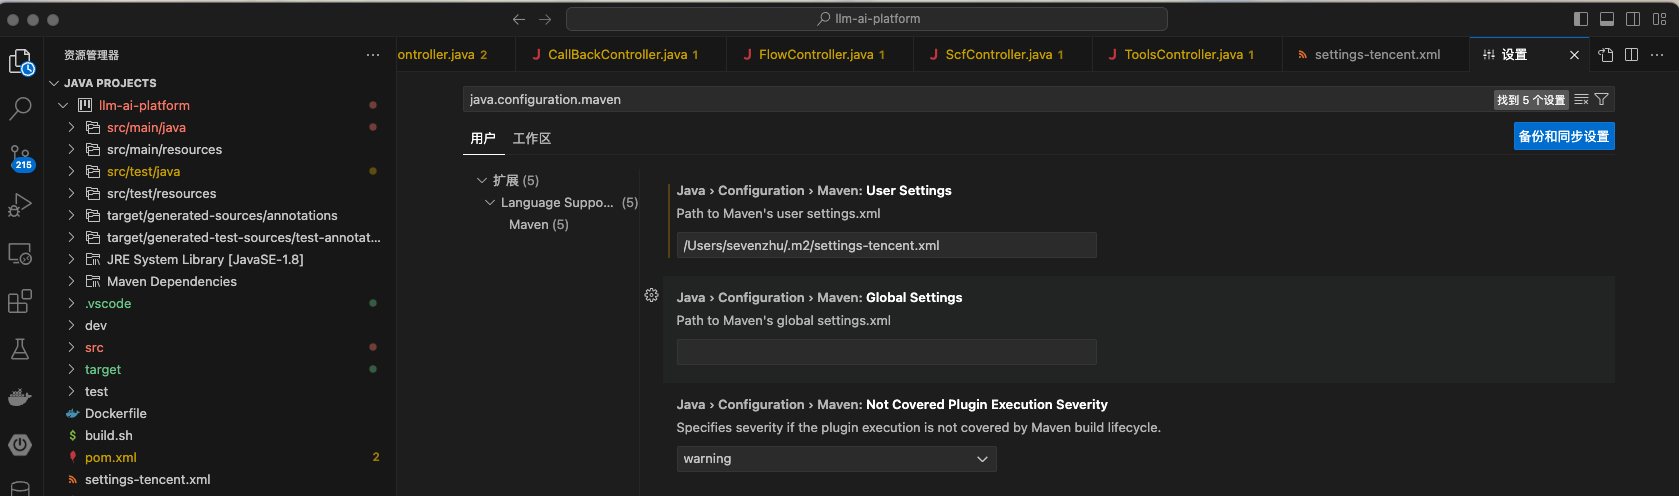 llm-ai-platform
资源管理器
ontroller.java 2
CallBackController.java 1
FlowController.java 1
ScfController.java 1
ToolsController.java 1
settings-tencent.xml
设置
JAVA PROJECTS
llm-ai-platform
src/main/java
src/main/resources
src/test/java
src/test/resources
target/generated-sources/annotations
target/generated-test-sources/test-annotat...
JRE System Library [JavaSE-1.8]
Maven Dependencies
.vscode
dev
src
target
test
Dockerfile
build.sh
pom.xml 2
settings-tencent.xml
215
java.configuration.maven
找到 5 个设置
用户
工作区
备份和同步设置
扩展 (5)
Language Suppo... (5)
Maven (5)
Java › Configuration › Maven: User Settings
Path to Maven's user settings.xml
/Users/sevenzhu/.m2/settings-tencent.xml
Java › Configuration › Maven: Global Settings
Path to Maven's global settings.xml
Java › Configuration › Maven: Not Covered Plugin Execution Severity
Specifies severity if the plugin execution is not covered by Maven build lifecycle.
warning